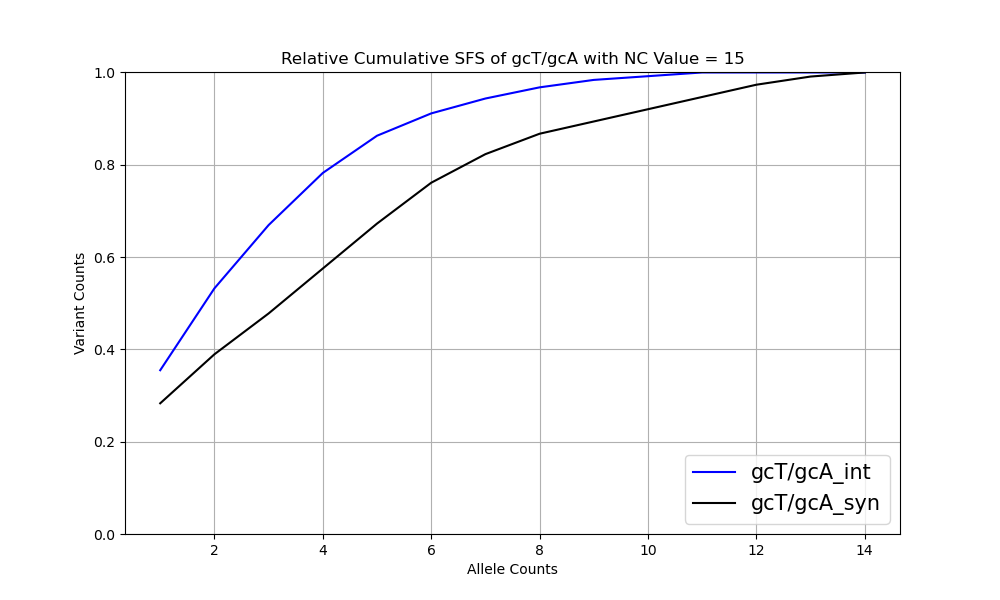 Relative Cumulative SFS of gcT/gcA with NC Value = 15
1.0
0.8
0.6
0.4
0.2
0.0
Variant Counts
2 4 6 8 10 12 14
Allele Counts
gcT/gcA_int
gcT/gcA_syn